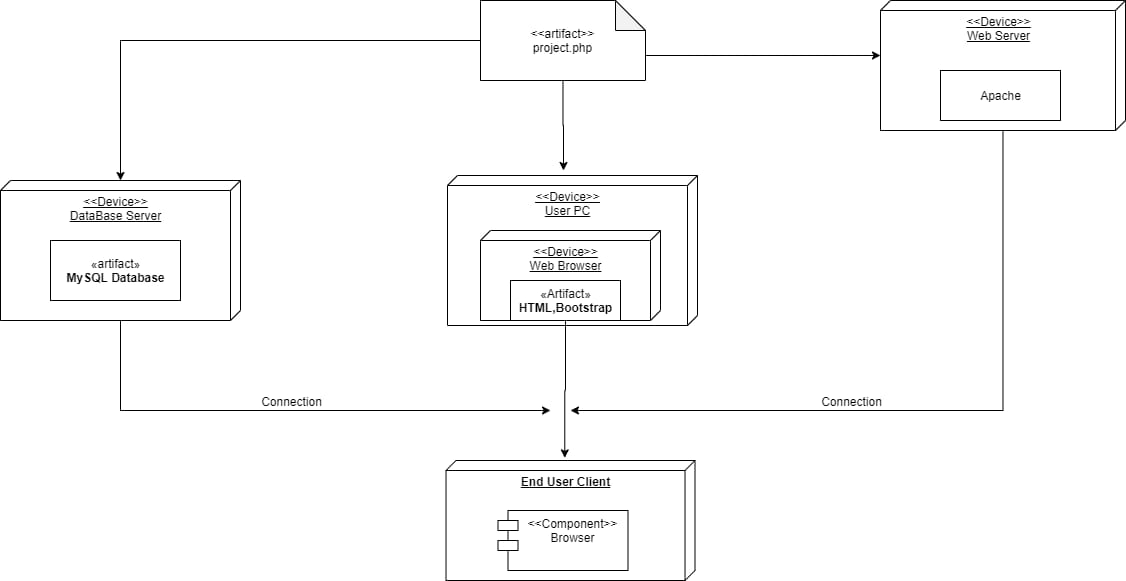 <<artifact>>
project.php
<<Device>>
Web Server
Apache
<<Device>>
DataBase Server
«artifact»
MySQL Database
<<Device>>
User PC
<<Device>>
Web Browser
«Artifact»
HTML,Bootstrap
Connection
Connection
End User Client
<<Component>>
Browser